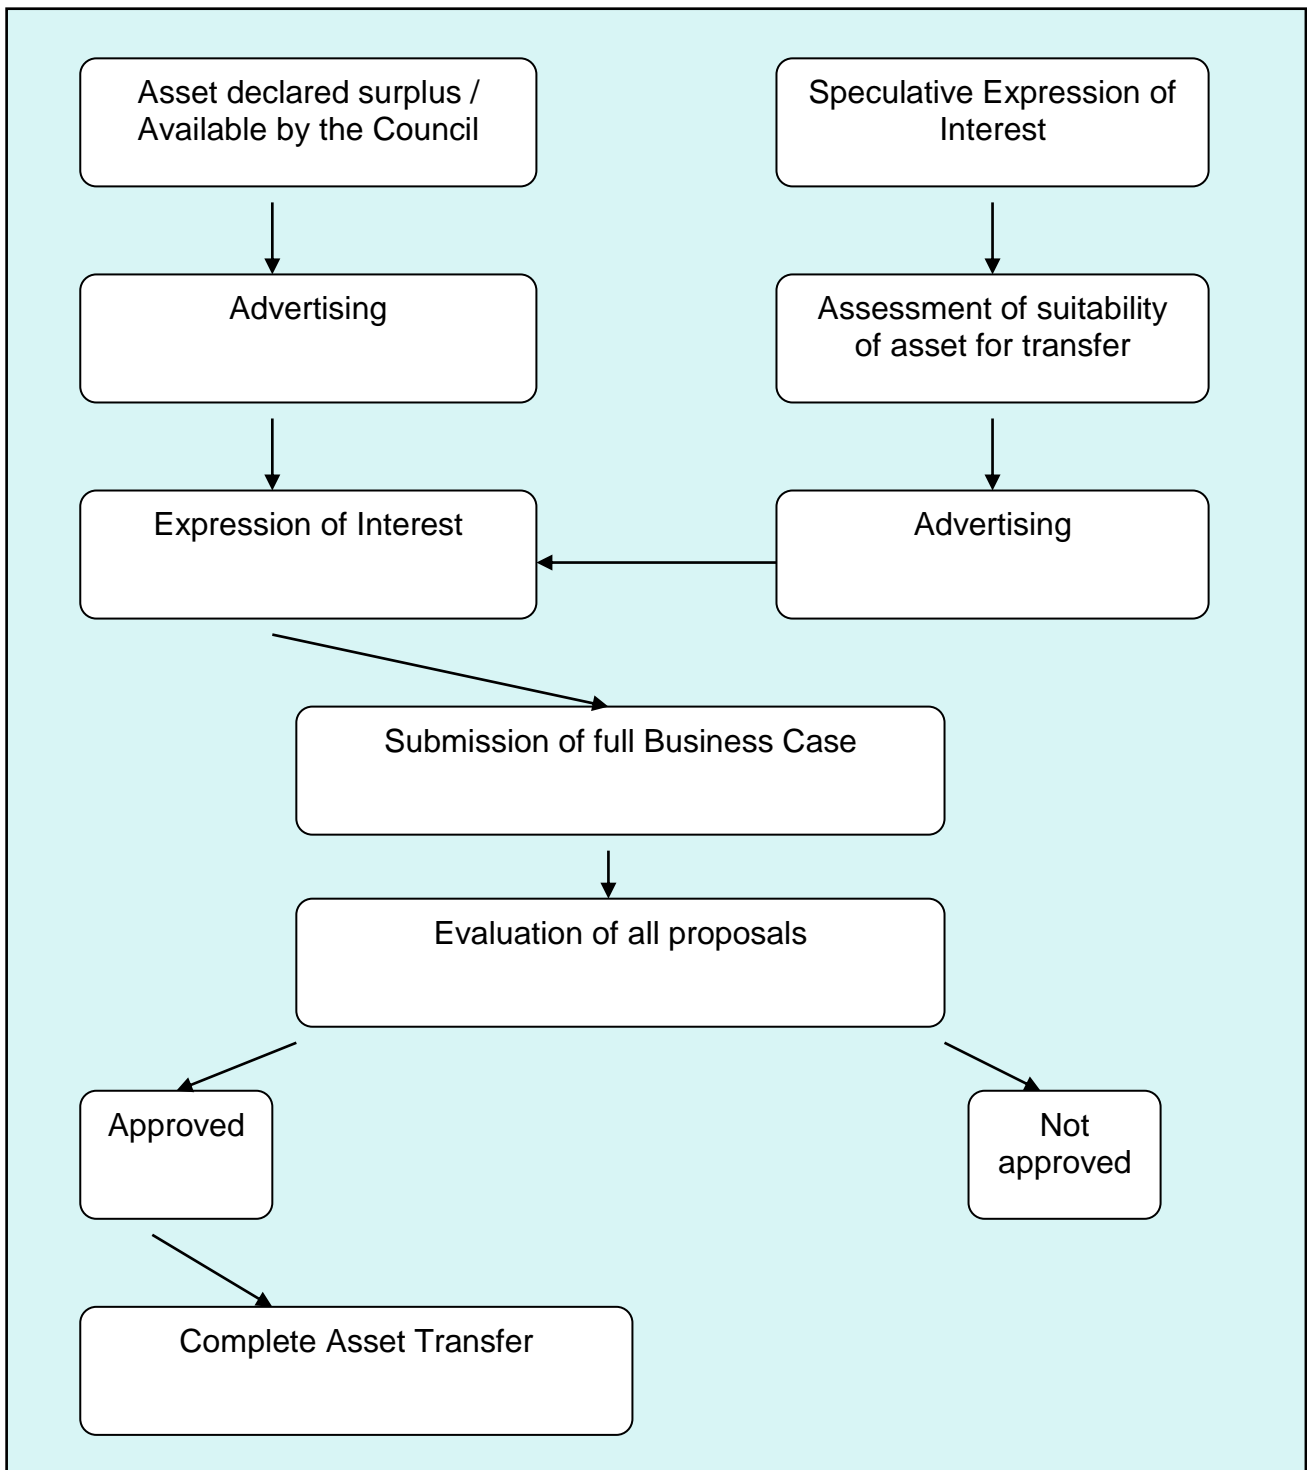 Asset declared surplus /
Available by the Council
Speculative Expression of
Interest
Advertising
Assessment of suitability
of asset for transfer
Expression of Interest
Advertising
Submission of full Business Case
Evaluation of all proposals
Approved
Not
approved
Complete Asset Transfer